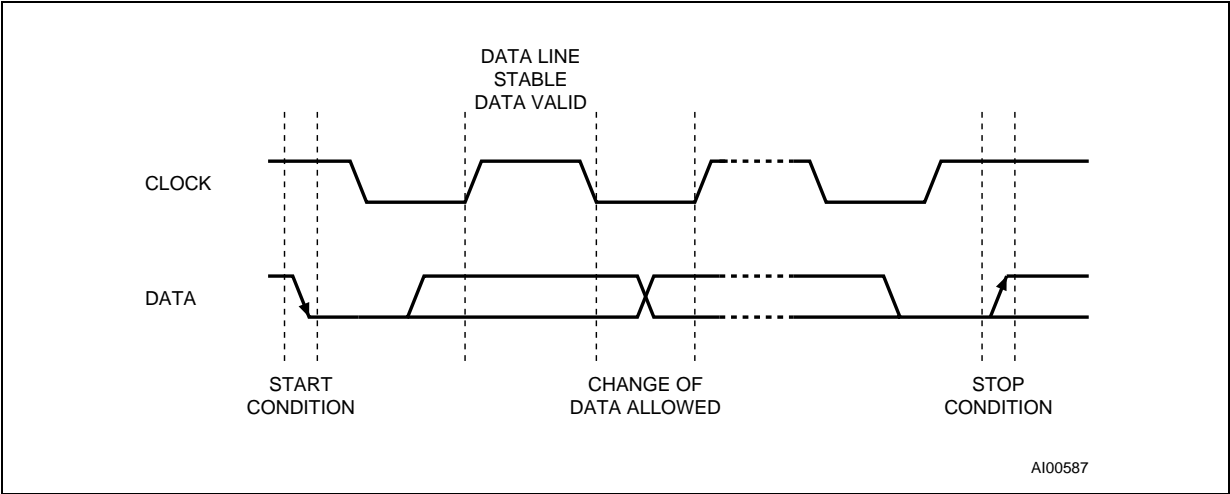 DATA LINE
STABLE
DATA VALID
CLOCK
DATA
START
CONDITION
CHANGE OF
DATA ALLOWED
STOP
CONDITION
AI00587